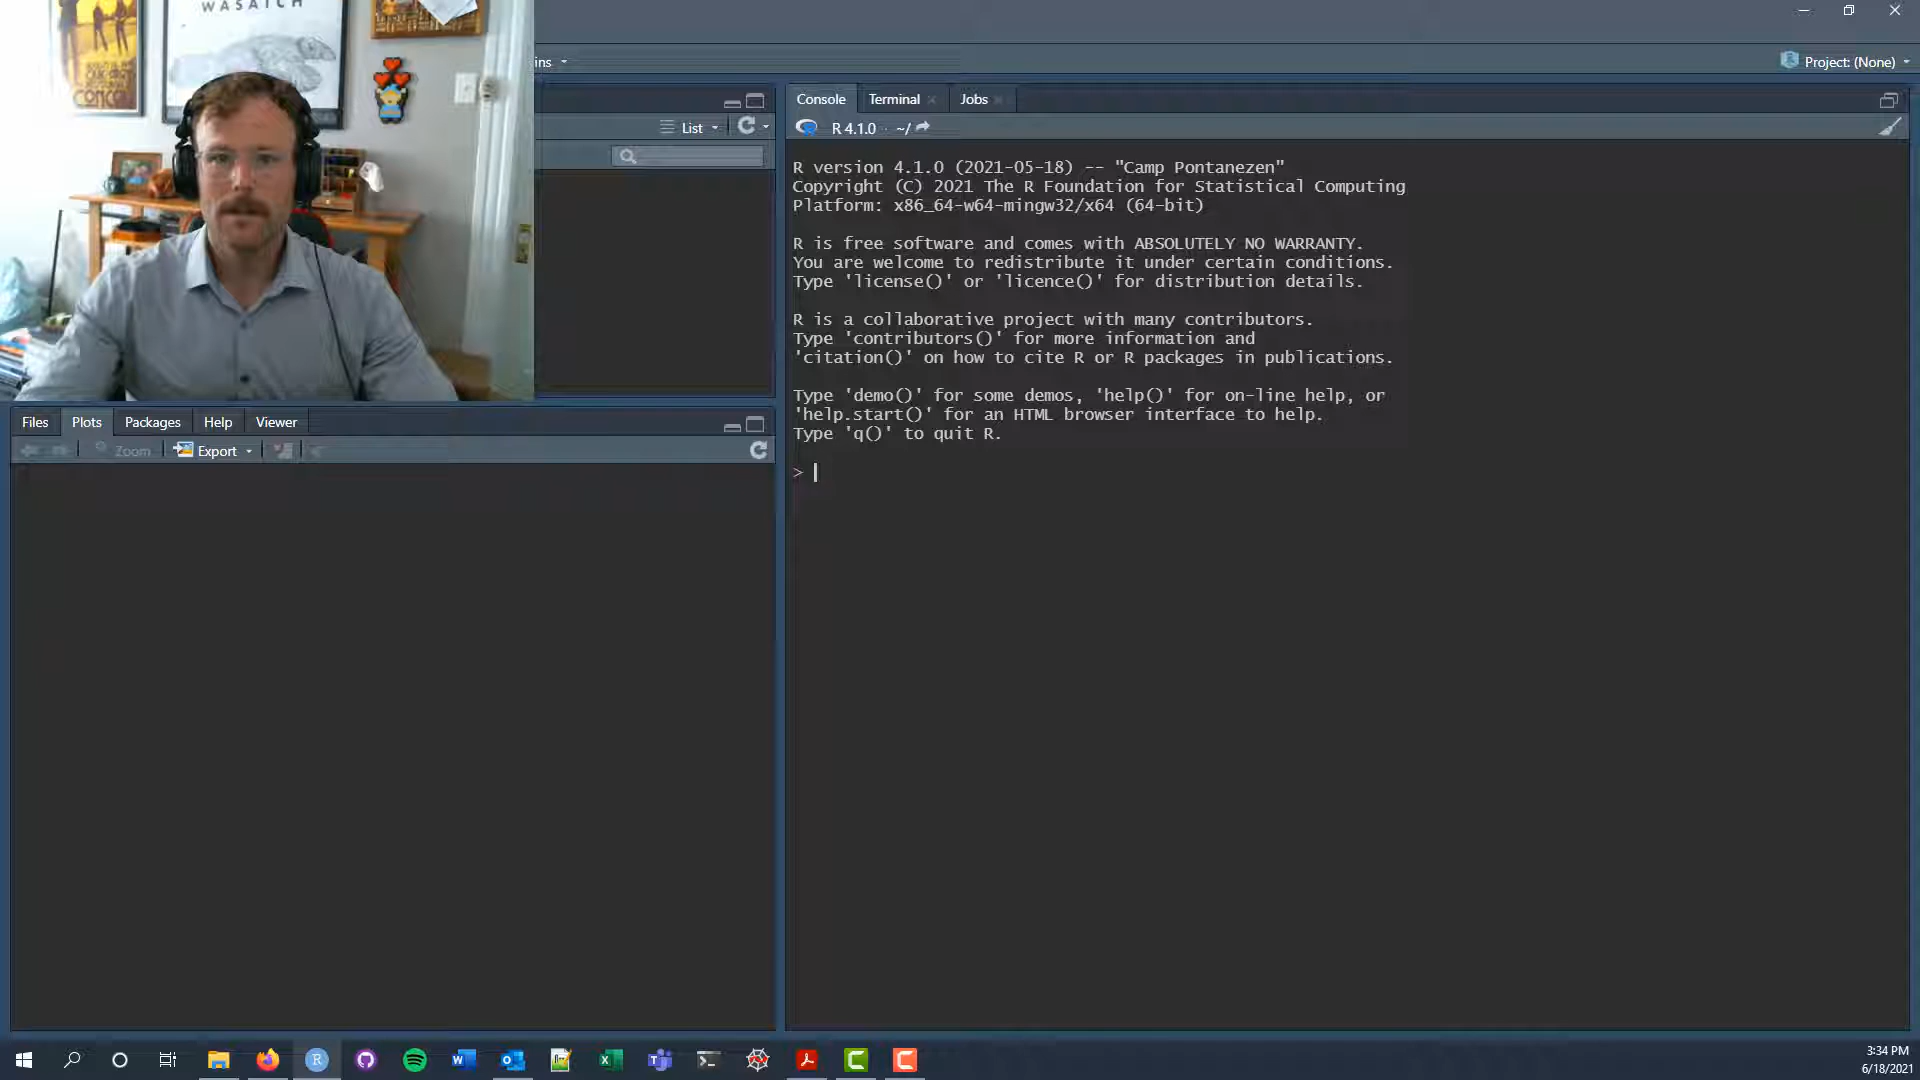 WASATCH
CONCO
ins
Project: (None)
List
Console
Terminal
Jobs
R 4.1.0 · ~/
R version 4.1.0 (2021-05-18) -- "Camp Pontanezen"
Copyright (C) 2021 The R Foundation for Statistical Computing
Platform: x86_64-w64-mingw32/x64 (64-bit)
R is free software and comes with ABSOLUTELY NO WARRANTY.
You are welcome to redistribute it under certain conditions.
Type 'license()' or 'licence()' for distribution details.
R is a collaborative project with many contributors.
Type 'contributors()' for more information and
'citation()' on how to cite R or R packages in publications.
Type 'demo()' for some demos, 'help()' for on-line help, or
'help.start()' for an HTML browser interface to help.
Type 'q()' to quit R.
>
Files
Plots
Packages
Help
Viewer
Zoom
Export
3:34 PM
6/18/2021